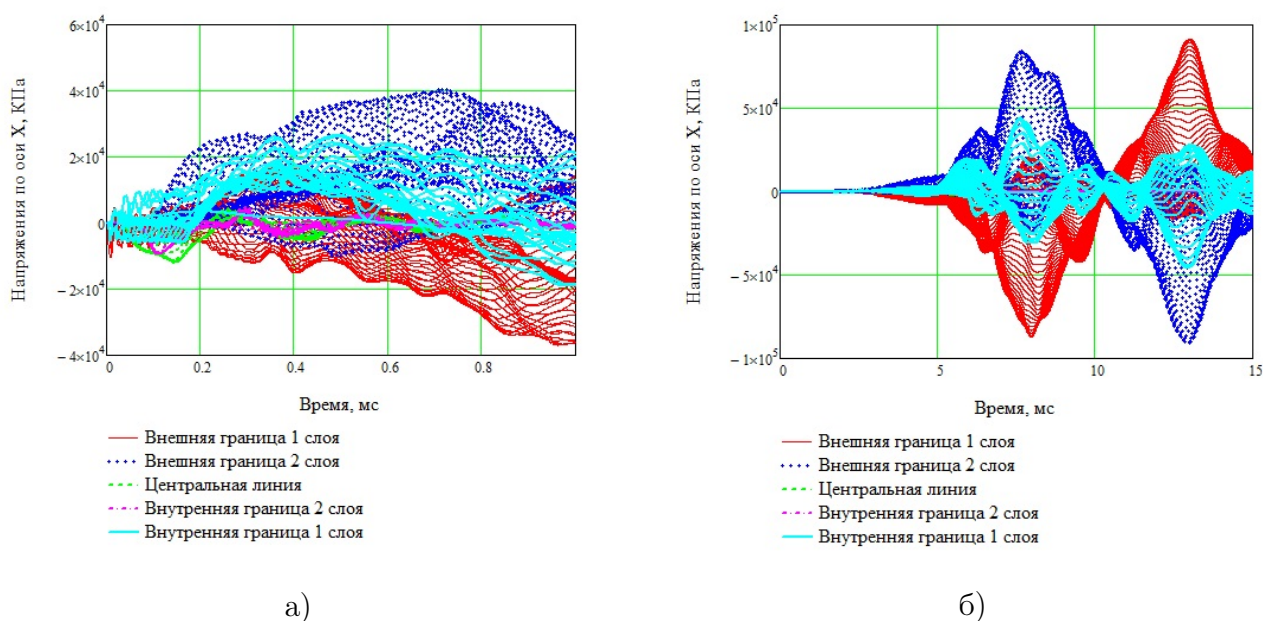 6×10⁴
4×10⁴
2×10⁴
0
− 2×10⁴
− 4×10⁴
Напряжения по оси X, КПа
0 0.2 0.4 0.6 0.8
Время, мс
Внешняя граница 1 слоя
Внешняя граница 2 слоя
Центральная линия
Внутренняя граница 2 слоя
Внутренняя граница 1 слоя
а)
1×10⁵
5×10⁴
0
− 5×10⁴
− 1×10⁵
Напряжения по оси X, КПа
0 5 10 15
Время, мс
Внешняя граница 1 слоя
Внешняя граница 2 слоя
Центральная линия
Внутренняя граница 2 слоя
Внутренняя граница 1 слоя
б)